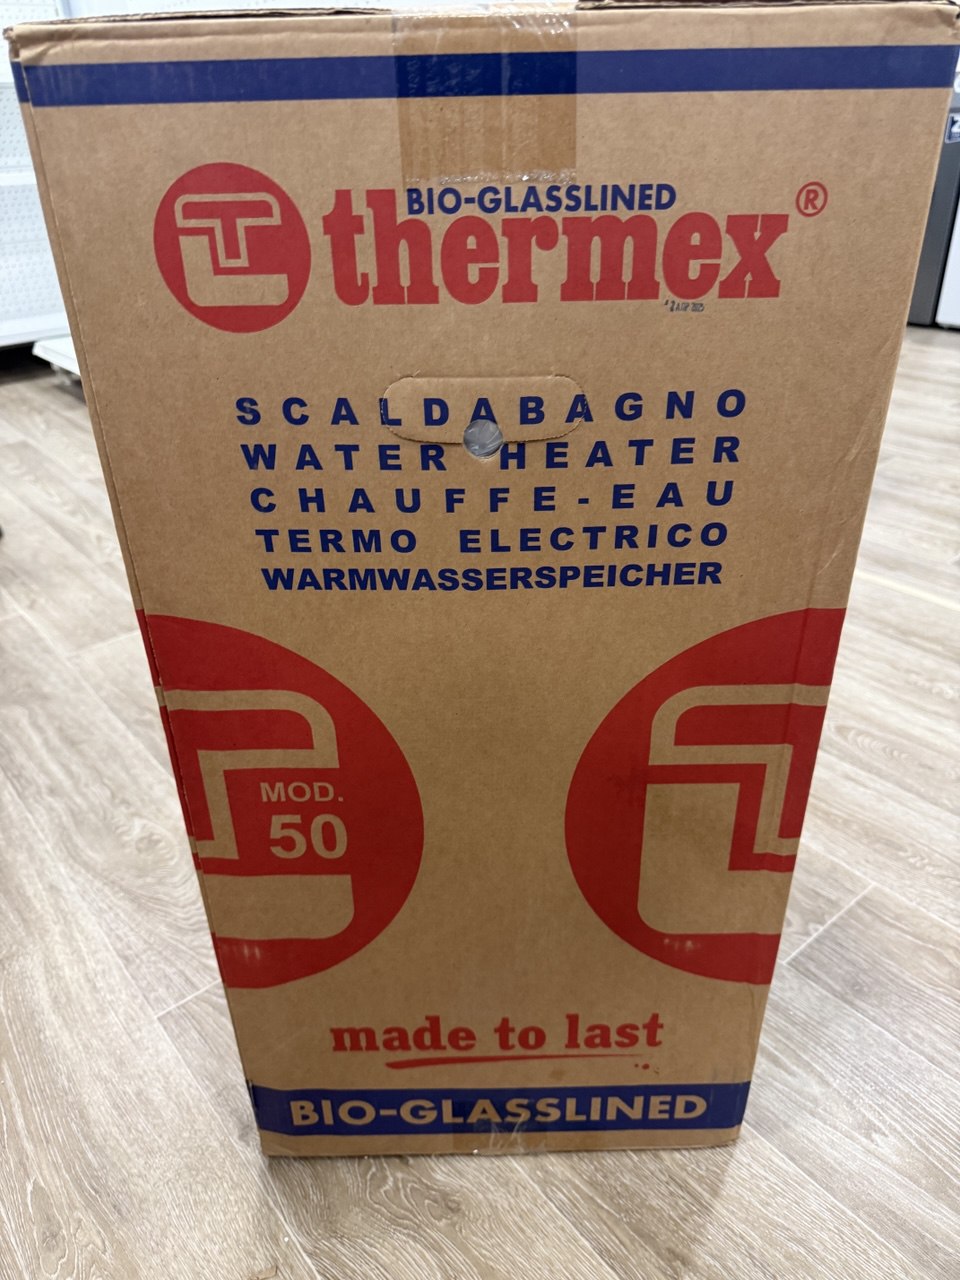 BIO-GLASSLINED
thermex®
SCALDABAGNO
WATER HEATER
CHAUFFE-EAU
TERMO ELECTRICO
WARMWASSERSPEICHER
MOD.
50
made to last
BIO-GLASSLINED